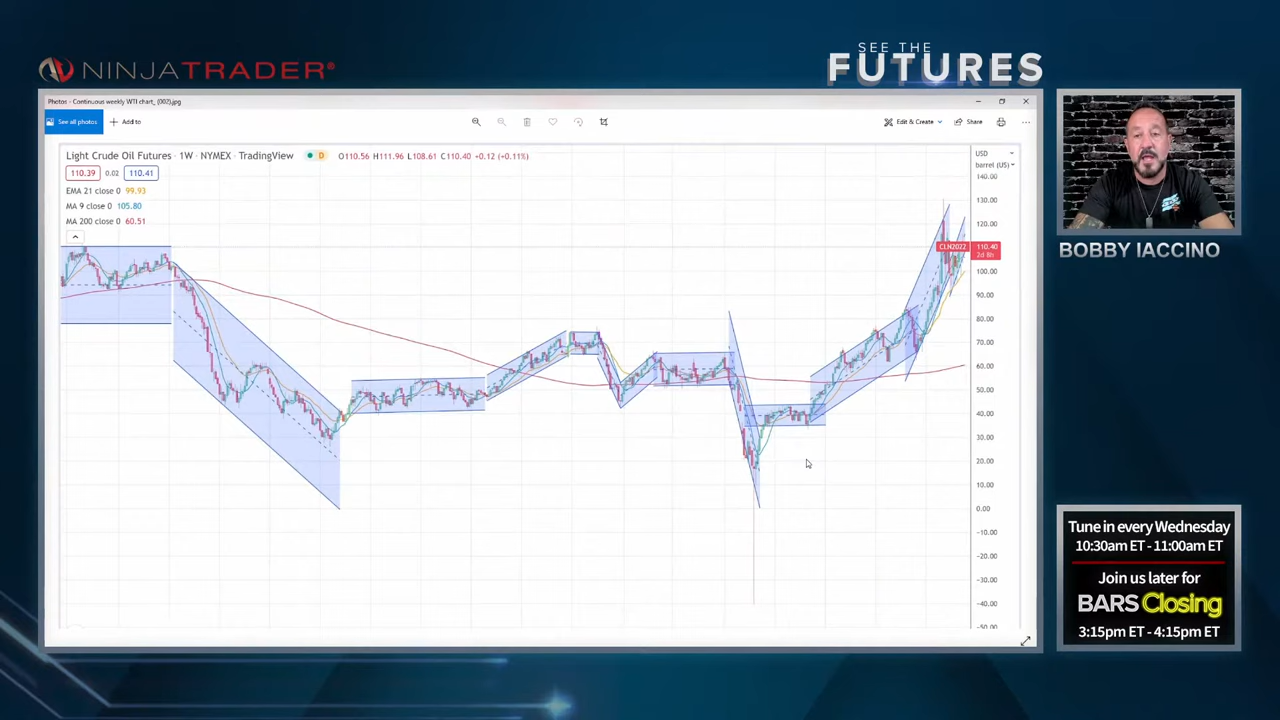 NINJATRADER®
SEE THE
FUTURES
Photos - Continuous weekly WTI chart_ (002).jpg
See all photos
Add to
Edit & Create
Share
Light Crude Oil Futures · 1W · NYMEX · TradingView
D
O110.56 H111.96 L108.61 C110.40 +0.12 (+0.11%)
USD
barrel (US)
110.39
0.02
110.41
EMA 21 close 0 99.93
MA 9 close 0 105.80
MA 200 close 0 60.51
140.00
130.00
120.00
110.40
2d 8h
100.00
90.00
80.00
70.00
60.00
50.00
40.00
30.00
20.00
10.00
0.00
-10.00
-20.00
-30.00
-40.00
-50.00
BOBBY IACCINO
Tune in every Wednesday
10:30am ET - 11:00am ET
Join us later for
BARS Closing
3:15pm ET - 4:15pm ET